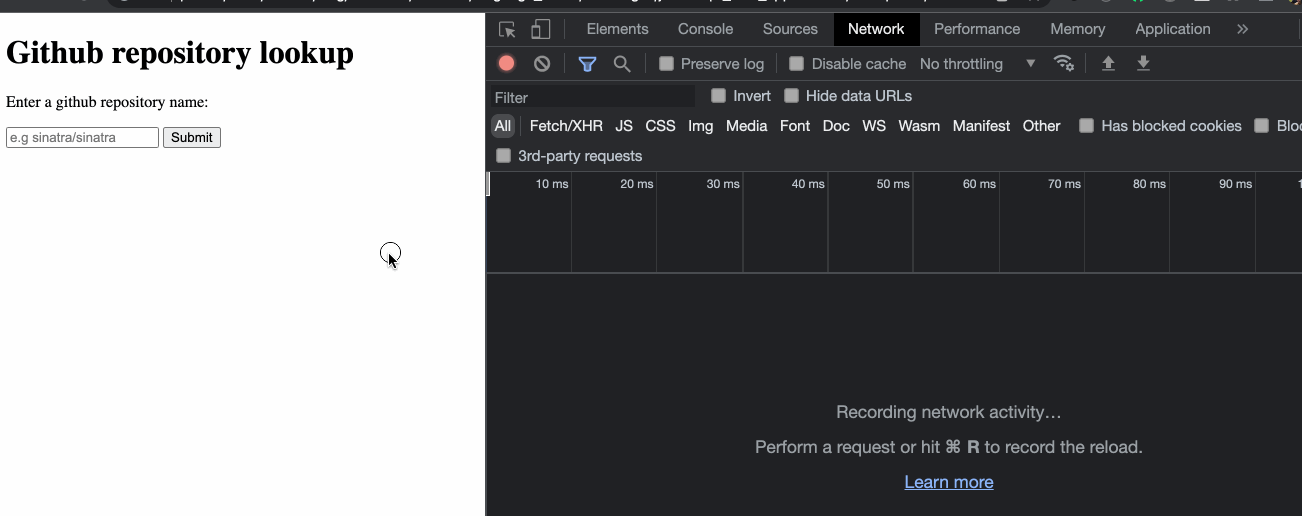 Github repository lookup
Enter a github repository name:
e.g sinatra/sinatra Submit
Elements Console Sources Network Performance Memory Application »
Preserve log Disable cache No throttling
Filter Invert Hide data URLs
All Fetch/XHR JS CSS Img Media Font Doc WS Wasm Manifest Other Has blocked cookies
3rd-party requests
10 ms 20 ms 30 ms 40 ms 50 ms 60 ms 70 ms 80 ms 90 ms
Recording network activity…
Perform a request or hit ⌘ R to record the reload.
Learn more